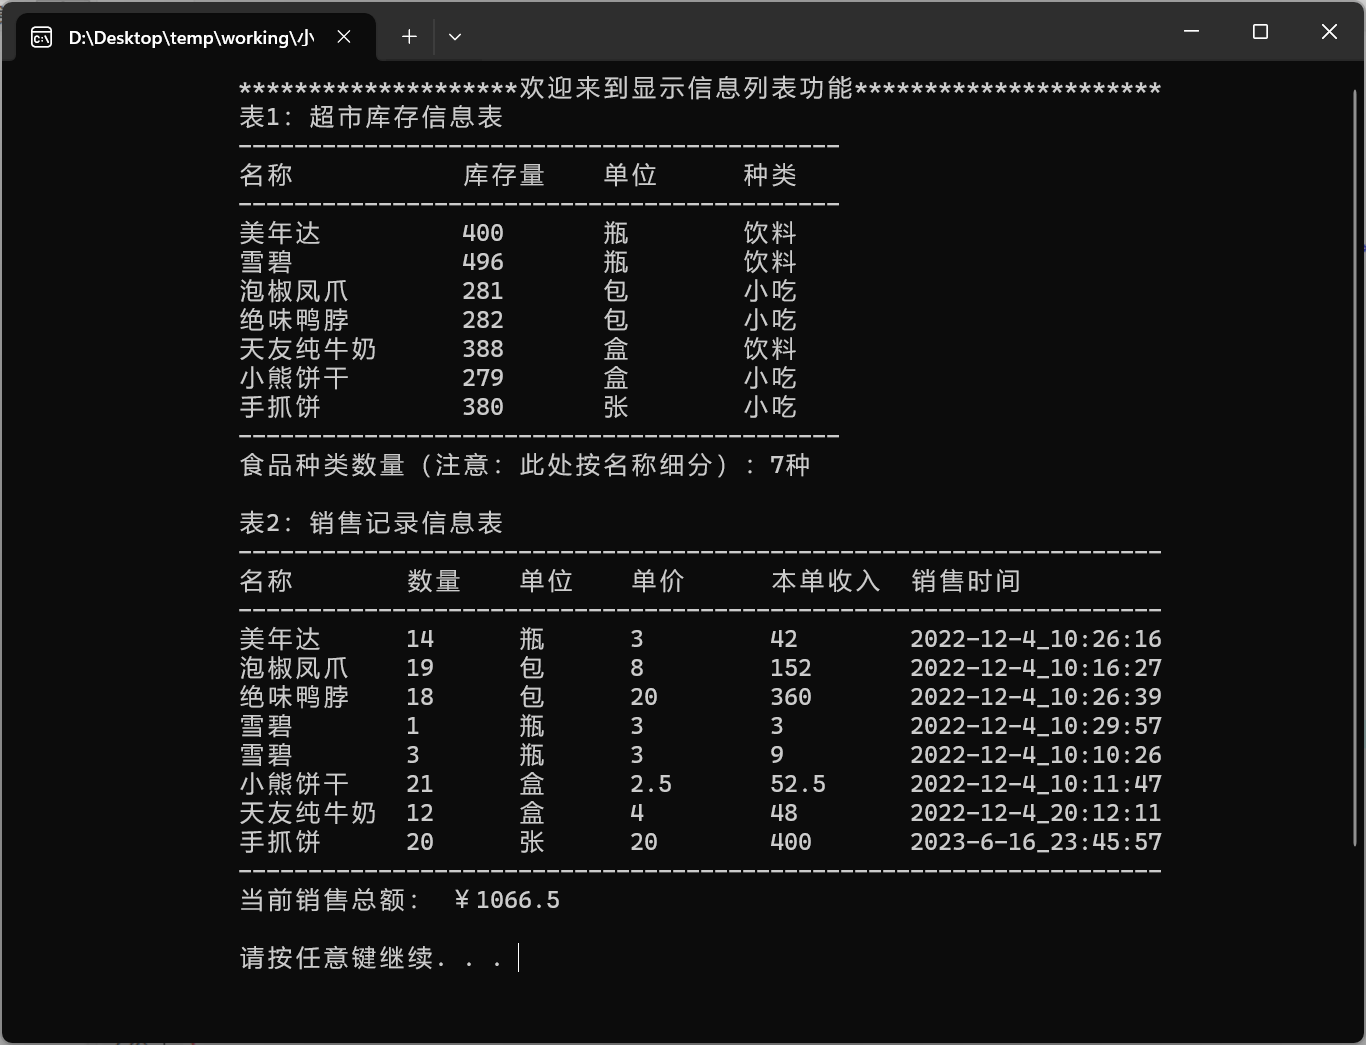 D:\Desktop\temp\working\小
********************欢迎来到显示信息列表功能**********************
表1：超市库存信息表
-------------------------------------------
名称 库存量 单位 种类
-------------------------------------------
美年达 400 瓶 饮料
雪碧 496 瓶 饮料
泡椒凤爪 281 包 小吃
绝味鸭脖 282 包 小吃
天友纯牛奶 388 盒 饮料
小熊饼干 279 盒 小吃
手抓饼 380 张 小吃
-------------------------------------------
食品种类数量（注意：此处按名称细分）：7种
表2：销售记录信息表
------------------------------------------------------------------
名称 数量 单位 单价 本单收入 销售时间
------------------------------------------------------------------
美年达 14 瓶 3 42 2022-12-4_10:26:16
泡椒凤爪 19 包 8 152 2022-12-4_10:16:27
绝味鸭脖 18 包 20 360 2022-12-4_10:26:39
雪碧 1 瓶 3 3 2022-12-4_10:29:57
雪碧 3 瓶 3 9 2022-12-4_10:10:26
小熊饼干 21 盒 2.5 52.5 2022-12-4_10:11:47
天友纯牛奶 12 盒 4 48 2022-12-4_20:12:11
手抓饼 20 张 20 400 2023-6-16_23:45:57
------------------------------------------------------------------
当前销售总额： ￥1066.5
请按任意键继续. . .